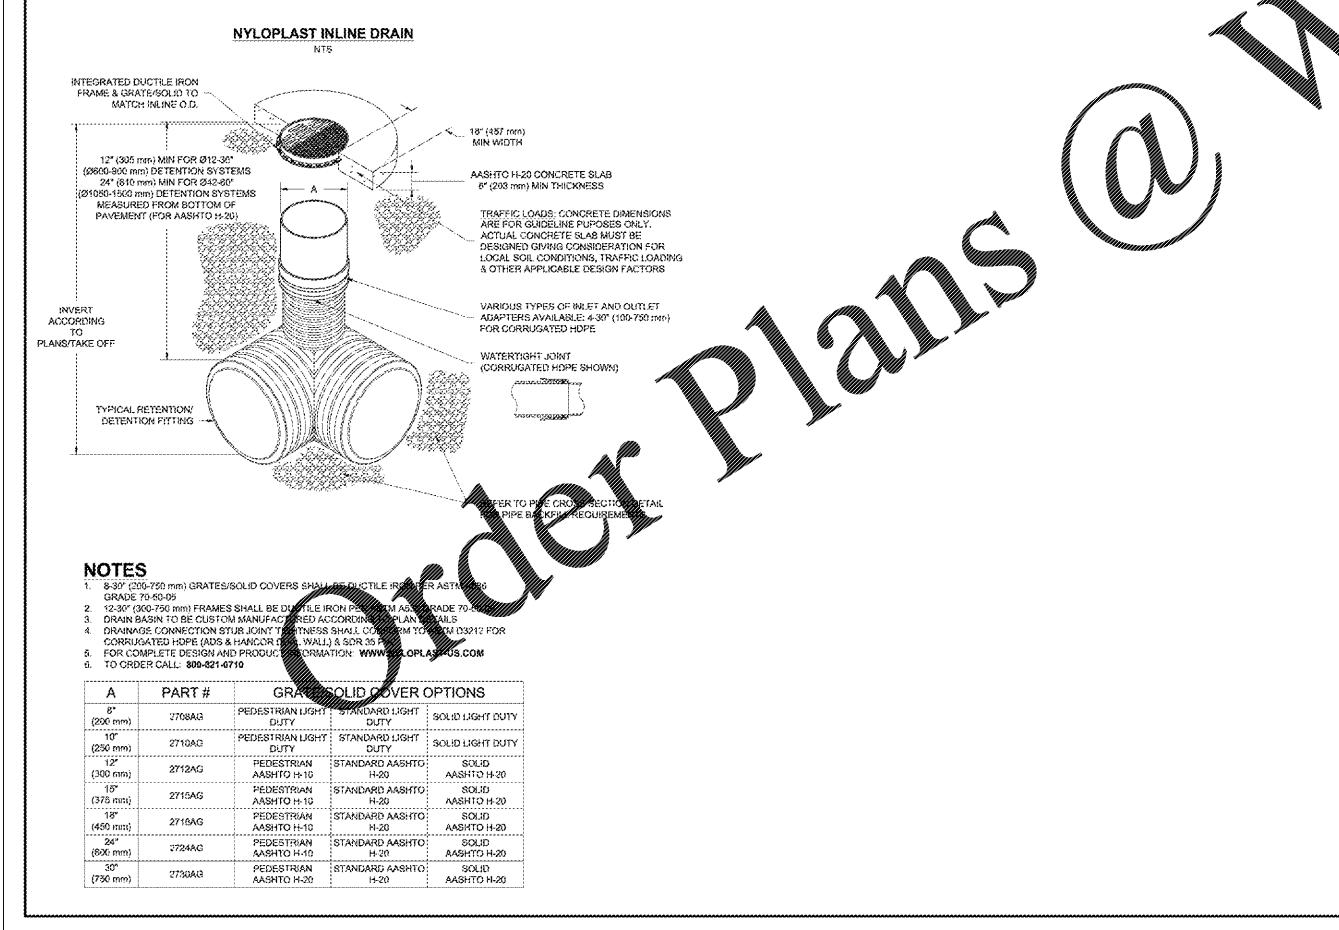 NYLOPLAST INLINE DRAIN
NTS
INTEGRATED DUCTILE IRON
FRAME & GRATE/SOLID TO
MATCH INLINE O.D.
18" (457 mm)
MIN WIDTH
12" (305 mm) MIN FOR Ø12-36"
(Ø600-900 mm) DETENTION SYSTEMS
24" (610 mm) MIN FOR Ø42-60"
(Ø1050-1500 mm) DETENTION SYSTEMS
MEASURED FROM BOTTOM OF
PAVEMENT (FOR AASHTO H-20)
AASHTO H-20 CONCRETE SLAB
(203 mm) MIN THICKNESS
A
TRAFFIC LOADS: CONCRETE DIMENSIONS
ARE FOR GUIDELINE PUPOSES ONLY.
ACTUAL CONCRETE SLAB MUST BE
DESIGNED GIVING CONSIDERATION FOR
LOCAL SOIL CONDITIONS, TRAFFIC LOADING
& OTHER APPLICABLE DESIGN FACTORS
INVERT
ACCORDING
TO
PLANS/TAKE OFF
VARIOUS TYPES OF INLET AND OUTLET
ADAPTERS AVAILABLE: 4-30" (100-750 mm)
FOR CORRUGATED HDPE
WATERTIGHT JOINT
(CORRUGATED HDPE SHOWN)
TYPICAL RETENTION/
DETENTION FITTING
REFER TO PIPE CROSS SECTION DETAIL
FOR PIPE BACKFILL REQUIREMENTS
Order Plans @ W
NOTES
1. 8-30" (200-750 mm) GRATES/SOLID COVERS SHALL BE DUCTILE IRON PER ASTM A536
GRADE 70-50-05
2. 12-30" (300-750 mm) FRAMES SHALL BE DUCTILE IRON PER ASTM A536 GRADE 70-50-05
3. DRAIN BASIN TO BE CUSTOM MANUFACTURED ACCORDING TO PLAN DETAILS
4. DRAINAGE CONNECTION STUB JOINT TIGHTNESS SHALL CONFORM TO ASTM D3212 FOR
CORRUGATED HDPE (ADS & HANCOR DUAL WALL) & SDR 35
5. FOR COMPLETE DESIGN AND PRODUCT INFORMATION: WWW.NYLOPLAST-US.COM
6. TO ORDER CALL: 800-821-6710
A PART # GRATE/SOLID COVER OPTIONS
8" (200 mm) 2708AG PEDESTRIAN LIGHT DUTY STANDARD LIGHT DUTY SOLID LIGHT DUTY
10" (250 mm) 2710AG PEDESTRIAN LIGHT DUTY STANDARD LIGHT DUTY SOLID LIGHT DUTY
12" (300 mm) 2712AG PEDESTRIAN AASHTO H-10 STANDARD AASHTO H-20 SOLID AASHTO H-20
15" (375 mm) 2715AG PEDESTRIAN AASHTO H-10 STANDARD AASHTO H-20 SOLID AASHTO H-20
18" (450 mm) 2718AG PEDESTRIAN AASHTO H-10 STANDARD AASHTO H-20 SOLID AASHTO H-20
24" (600 mm) 2724AG PEDESTRIAN AASHTO H-10 STANDARD AASHTO H-20 SOLID AASHTO H-20
30" (750 mm) 2730AG PEDESTRIAN AASHTO H-20 STANDARD AASHTO H-20 SOLID AASHTO H-20